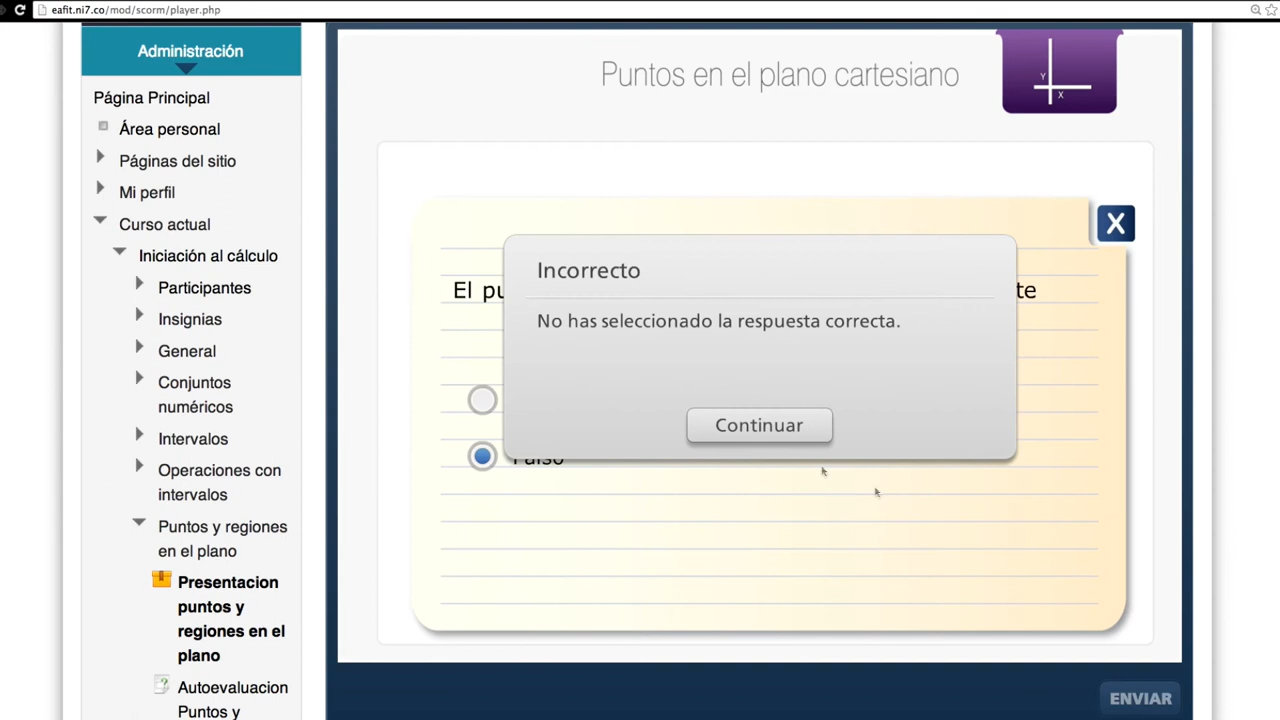 eafit.ni7.co/mod/scorm/player.php
Administración
Página Principal
Área personal
Páginas del sitio
Mi perfil
Curso actual
Iniciación al cálculo
Participantes
Insignias
General
Conjuntos
numéricos
Intervalos
Operaciones con
intervalos
Puntos y regiones
en el plano
Presentacion
puntos y
regiones en el
plano
Autoevaluacion
Puntos y
Puntos en el plano cartesiano
Y
X
X
El pu
te
Incorrecto
No has seleccionado la respuesta correcta.
Continuar
Falso
ENVIAR